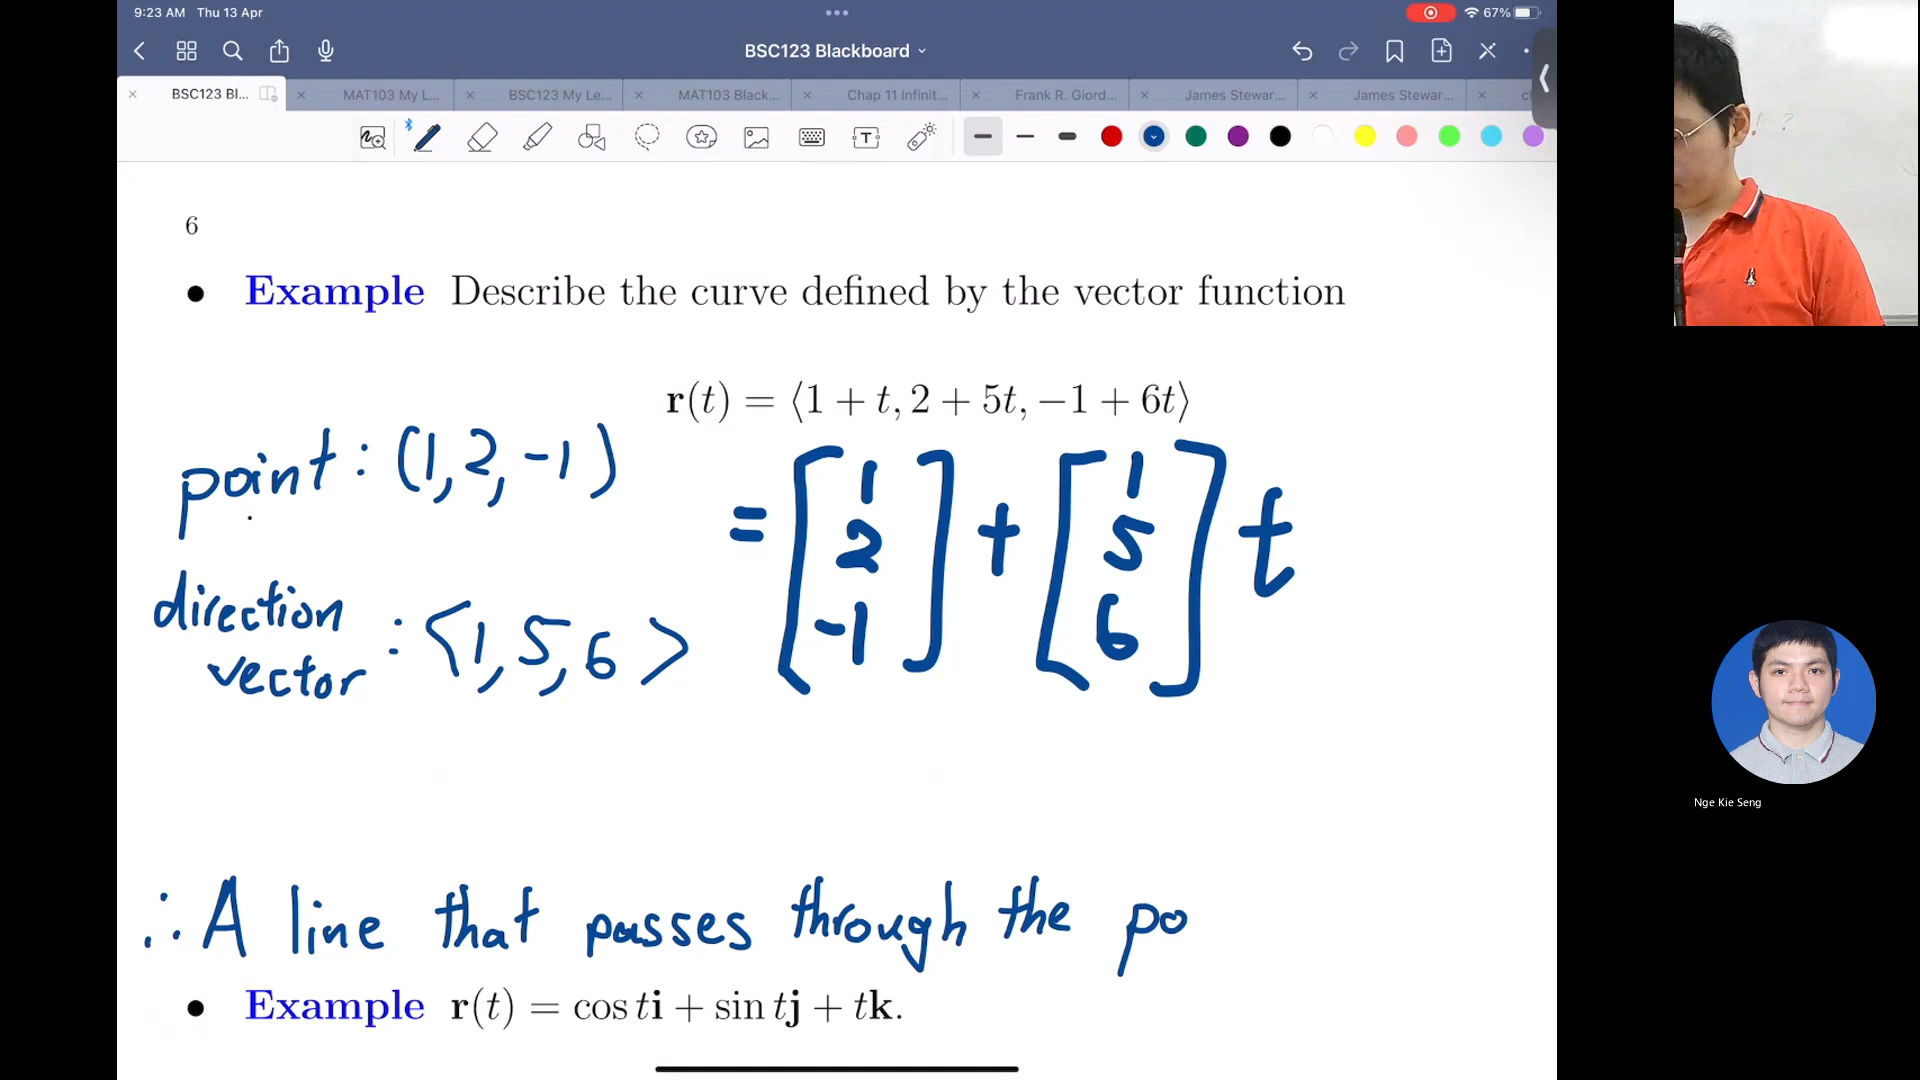 9:23 AM Thu 13 Apr
67%
BSC123 Blackboard
BSC123 Bl...
MAT103 My L...
BSC123 My Le...
MAT103 Black...
Chap 11 Infinit...
Frank R. Giord...
James Stewar...
James Stewar...
6
• Example Describe the curve defined by the vector function
r(t) = ⟨1 + t, 2 + 5t, −1 + 6t⟩
point : (1, 2, -1)
= [1 2 -1] + [1 5 6] t
direction vector : <1, 5, 6>
∴ A line that passes through the po
• Example r(t) = cos ti + sin tj + tk.
Nge Kie Seng